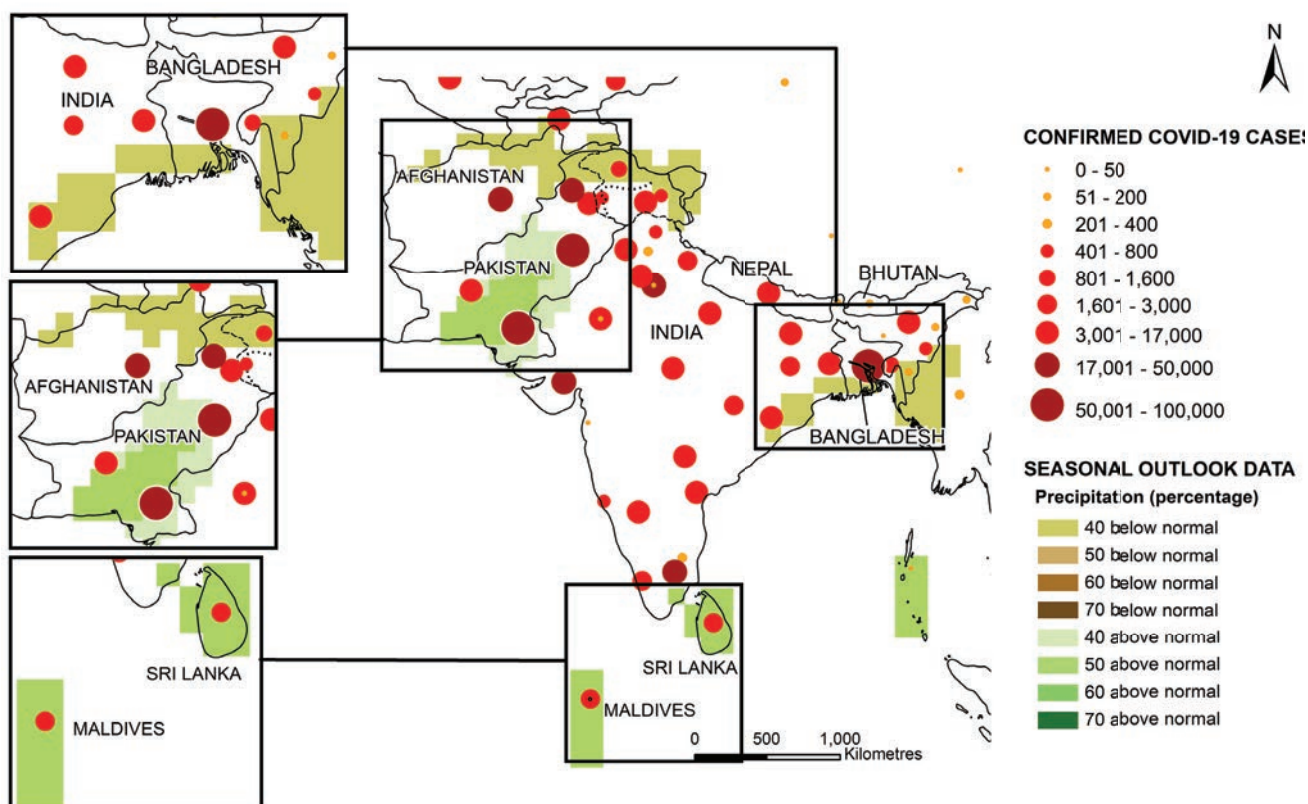 BANGLADESH
INDIA
AFGHANISTAN
PAKISTAN
SRI LANKA
MALDIVES
AFGHANISTAN
PAKISTAN
NEPAL
BHUTAN
INDIA
BANGLADESH
SRI LANKA
MALDIVES
0 500 1,000
Kilometres
N
CONFIRMED COVID-19 CASES
0 - 50
51 - 200
201 - 400
401 - 800
801 - 1,600
1,601 - 3,000
3,001 - 17,000
17,001 - 50,000
50,001 - 100,000
SEASONAL OUTLOOK DATA
Precipitation (percentage)
40 below normal
50 below normal
60 below normal
70 below normal
40 above normal
50 above normal
60 above normal
70 above normal